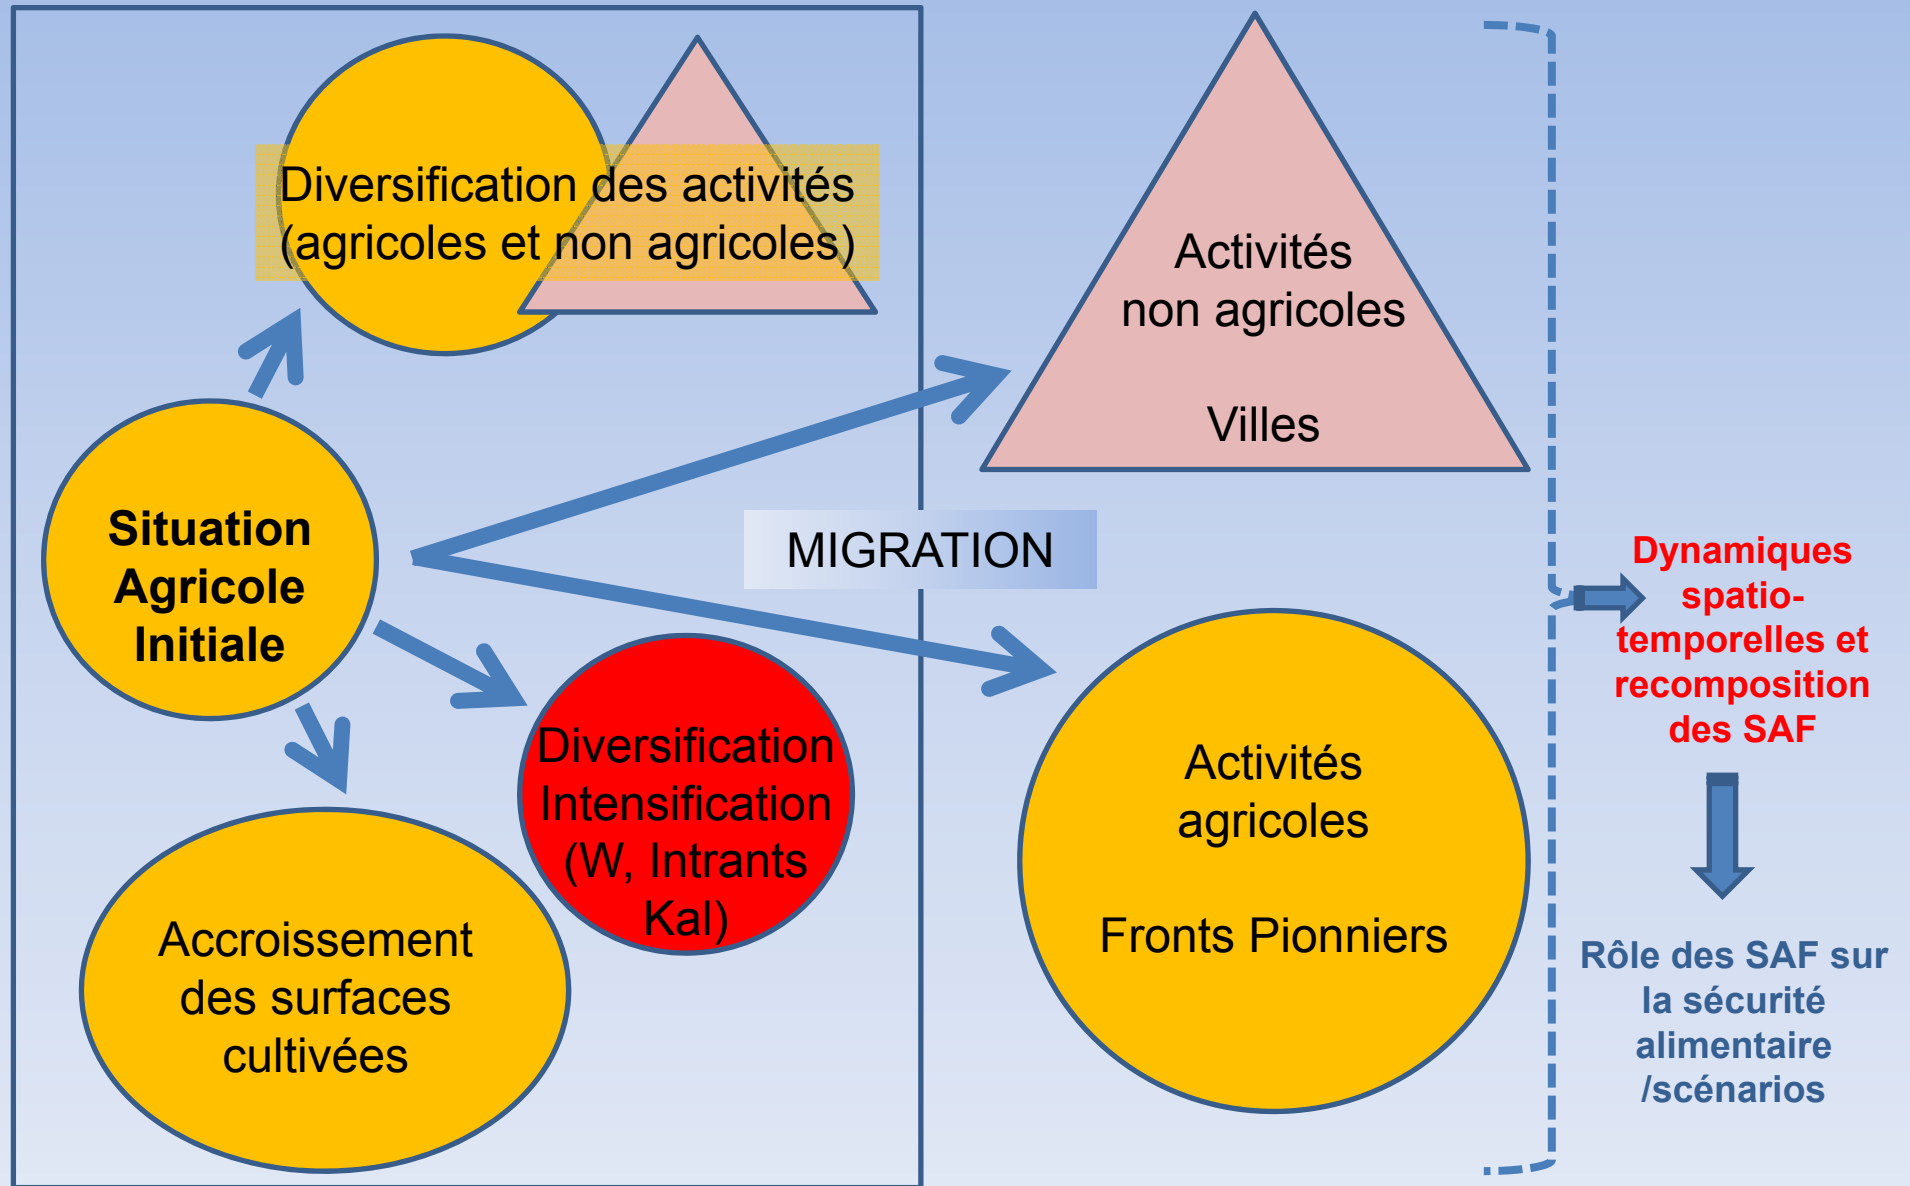 Diversification des activités
(agricoles et non agricoles)
Activités
non agricoles
Villes
Situation
Agricole
Initiale
MIGRATION
Diversification
Intensification
(W, Intrants
Kal)
Accroissement
des surfaces
cultivées
Activités
agricoles
Fronts Pionniers
Dynamiques
spatio-
temporelles et
recomposition
des SAF
Rôle des SAF sur
la sécurité
alimentaire
/scénarios